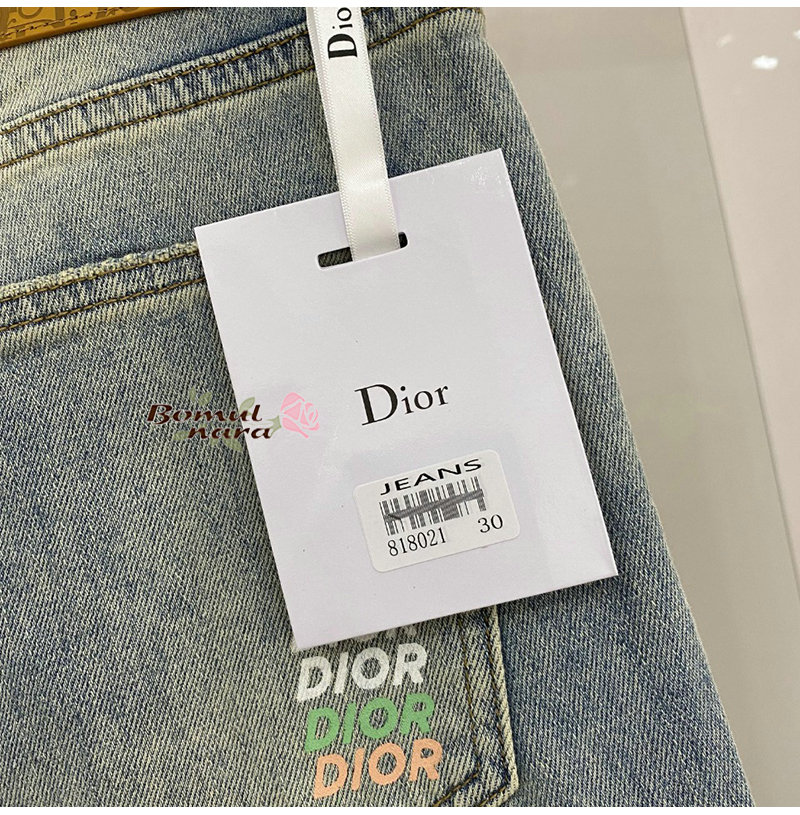 Dior
Dior
Bomul
nara
JEANS
818021 30
DIOR
DIOR
DIOR